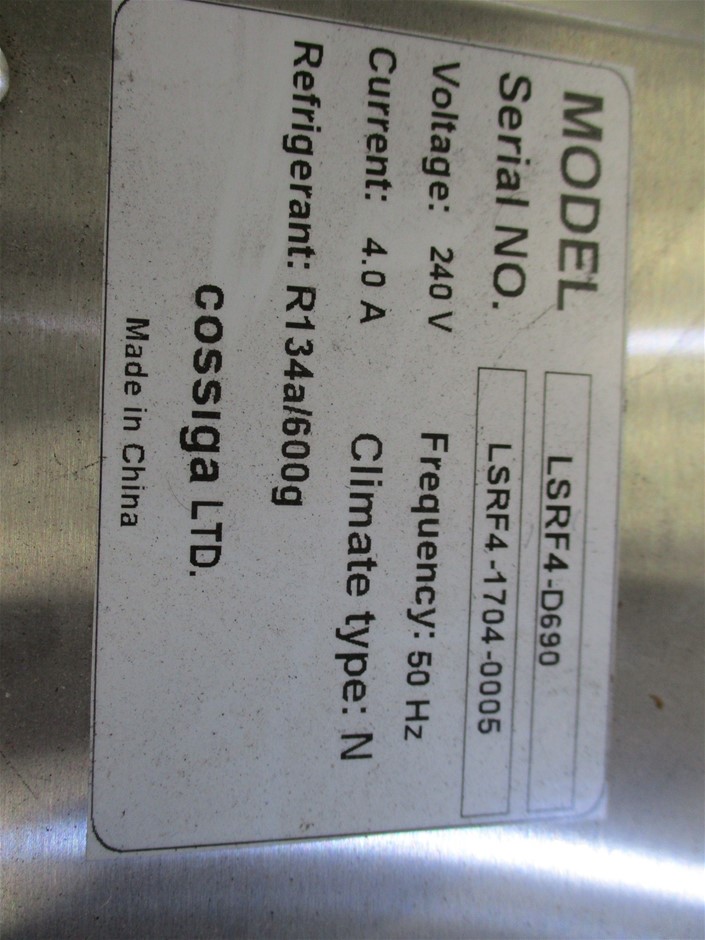 MODEL LSRF4-D690
Serial NO. LSRF4-1704-0005
Voltage: 240 V Frequency: 50 Hz
Current: 4.0 A Climate type: N
Refrigerant: R134a/600g
cossiga LTD.
Made in China